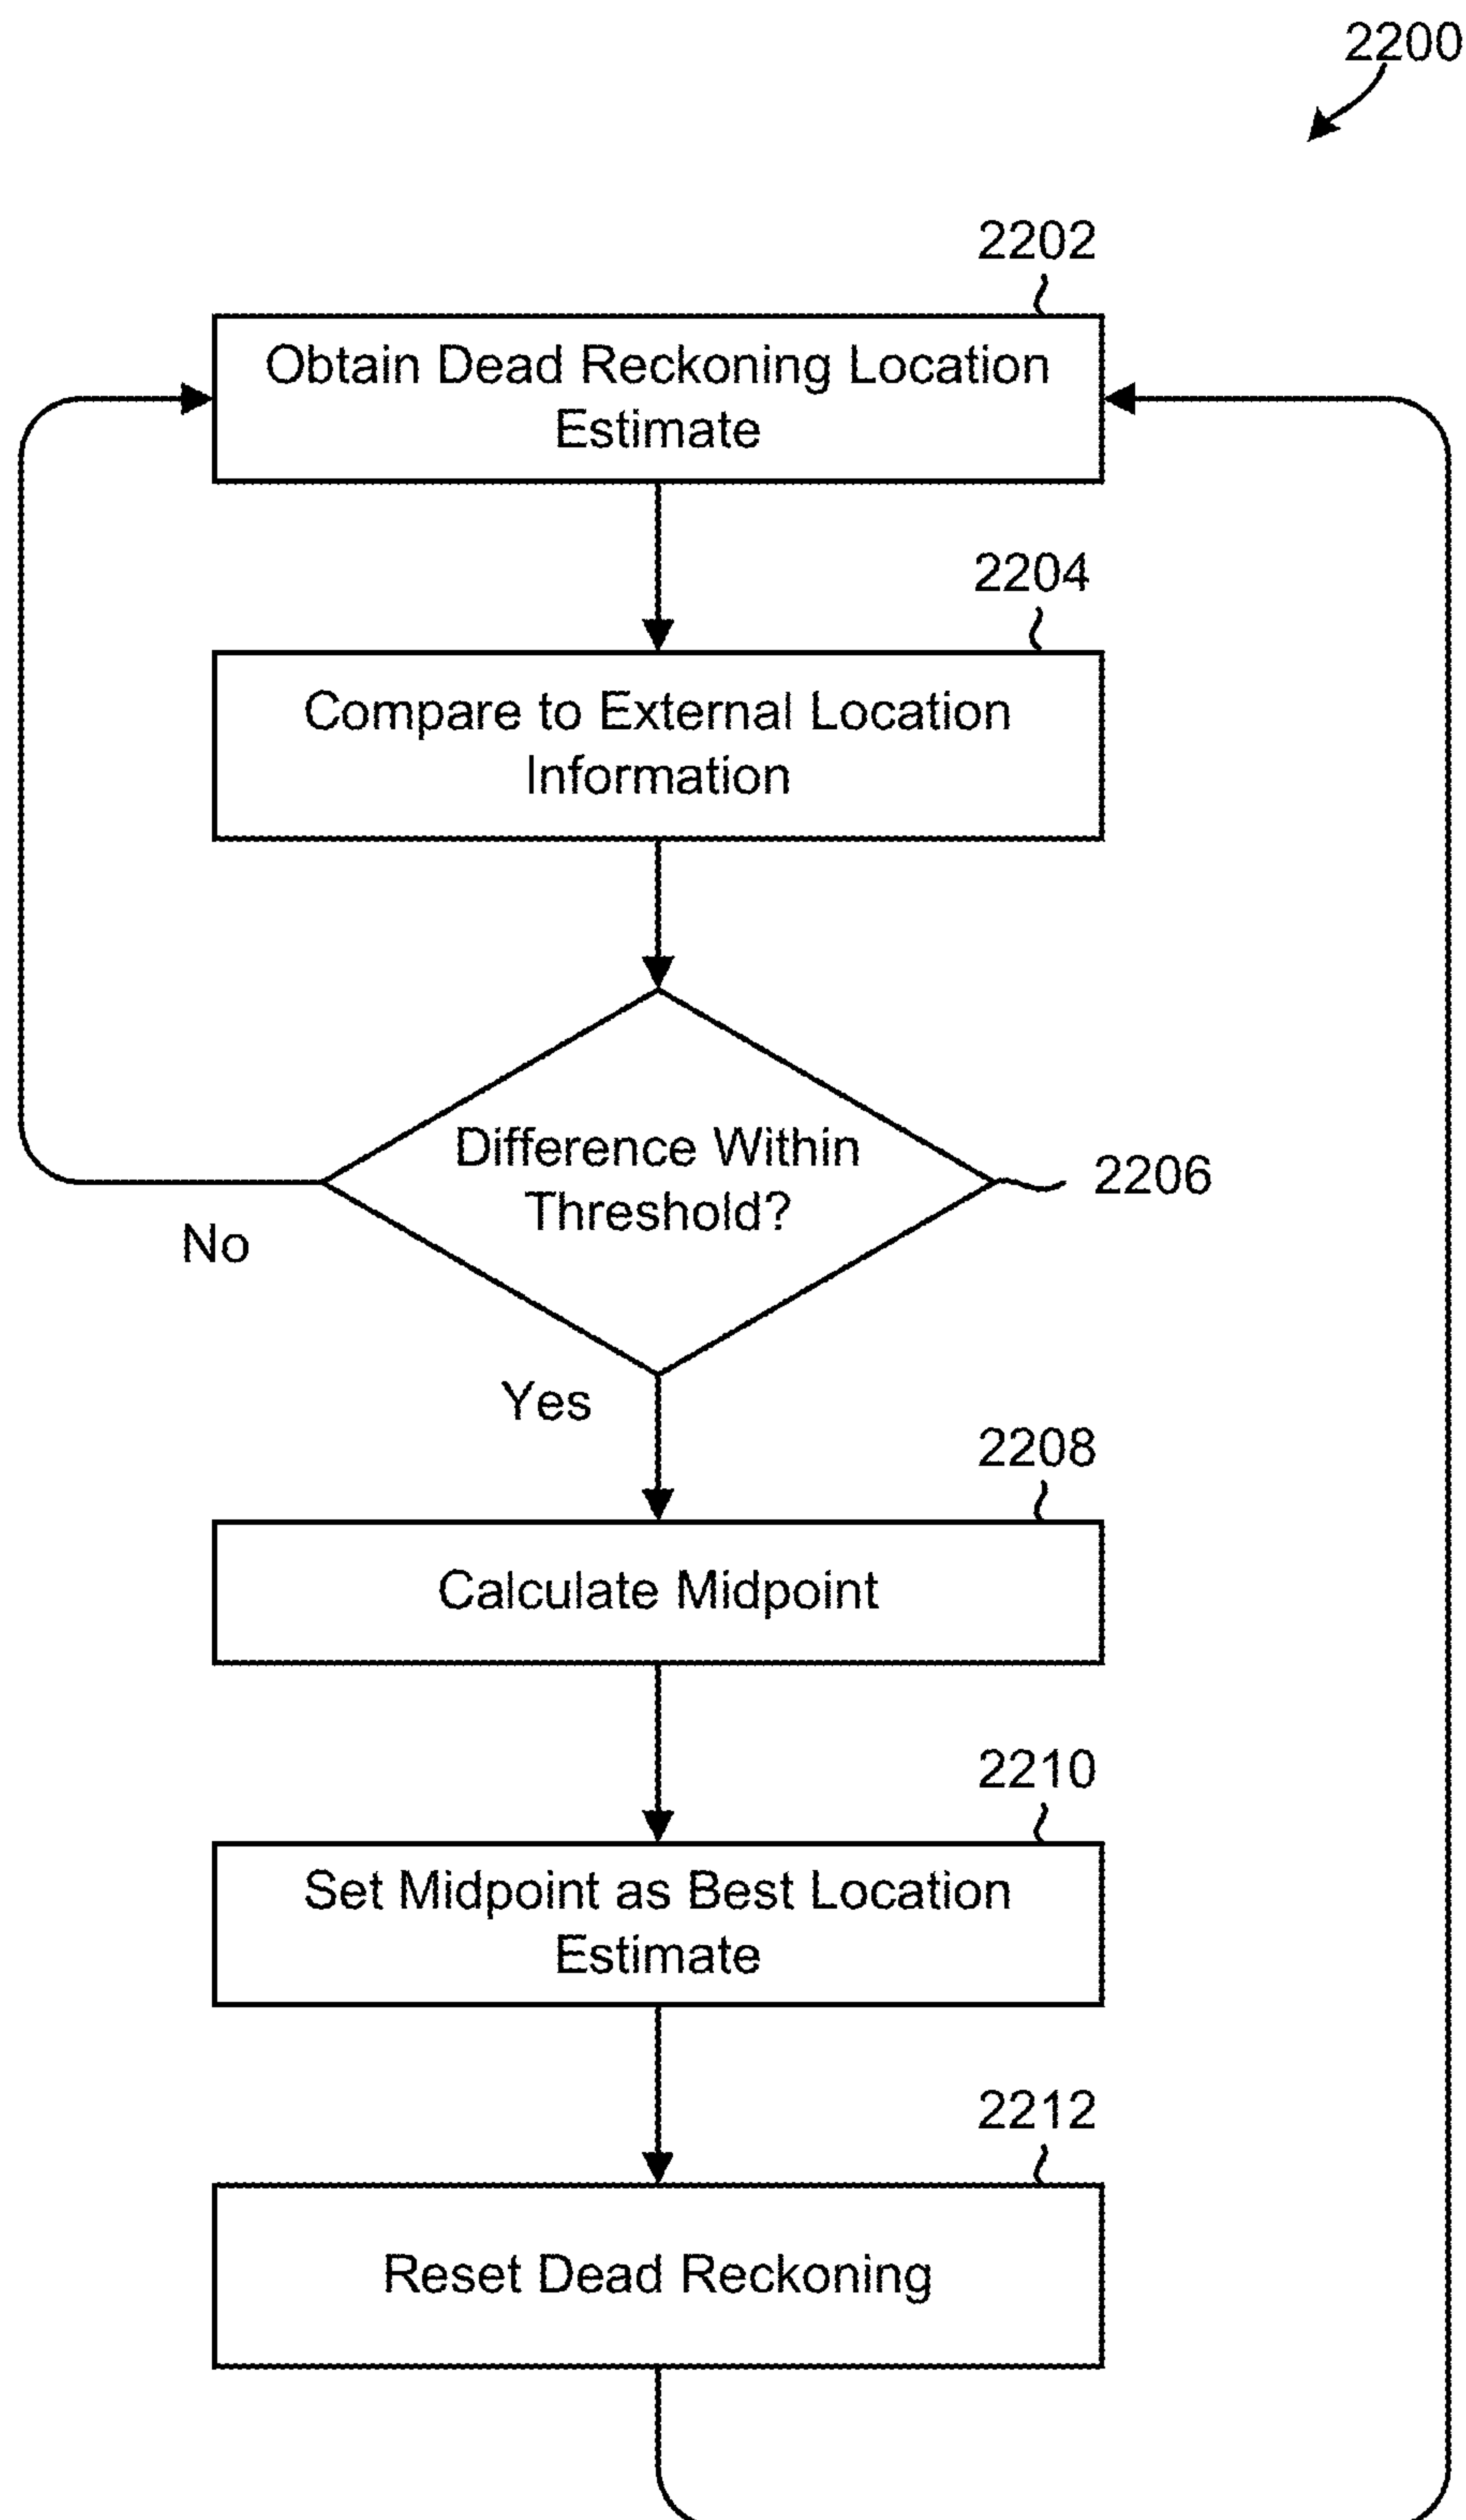 2200
2202
Obtain Dead Reckoning Location
Estimate
2204
Compare to External Location
Information
Difference Within
Threshold?
2206
No
Yes
2208
Calculate Midpoint
2210
Set Midpoint as Best Location
Estimate
2212
Reset Dead Reckoning